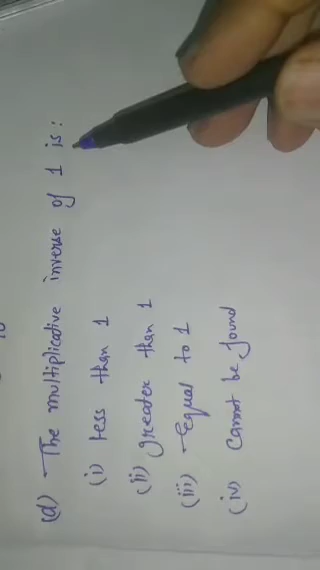 (d) The multiplicative inverse of 1 is:
(i) Less than 1
(ii) greater than 1
(iii) Equal to 1
(iv) Cannot be found